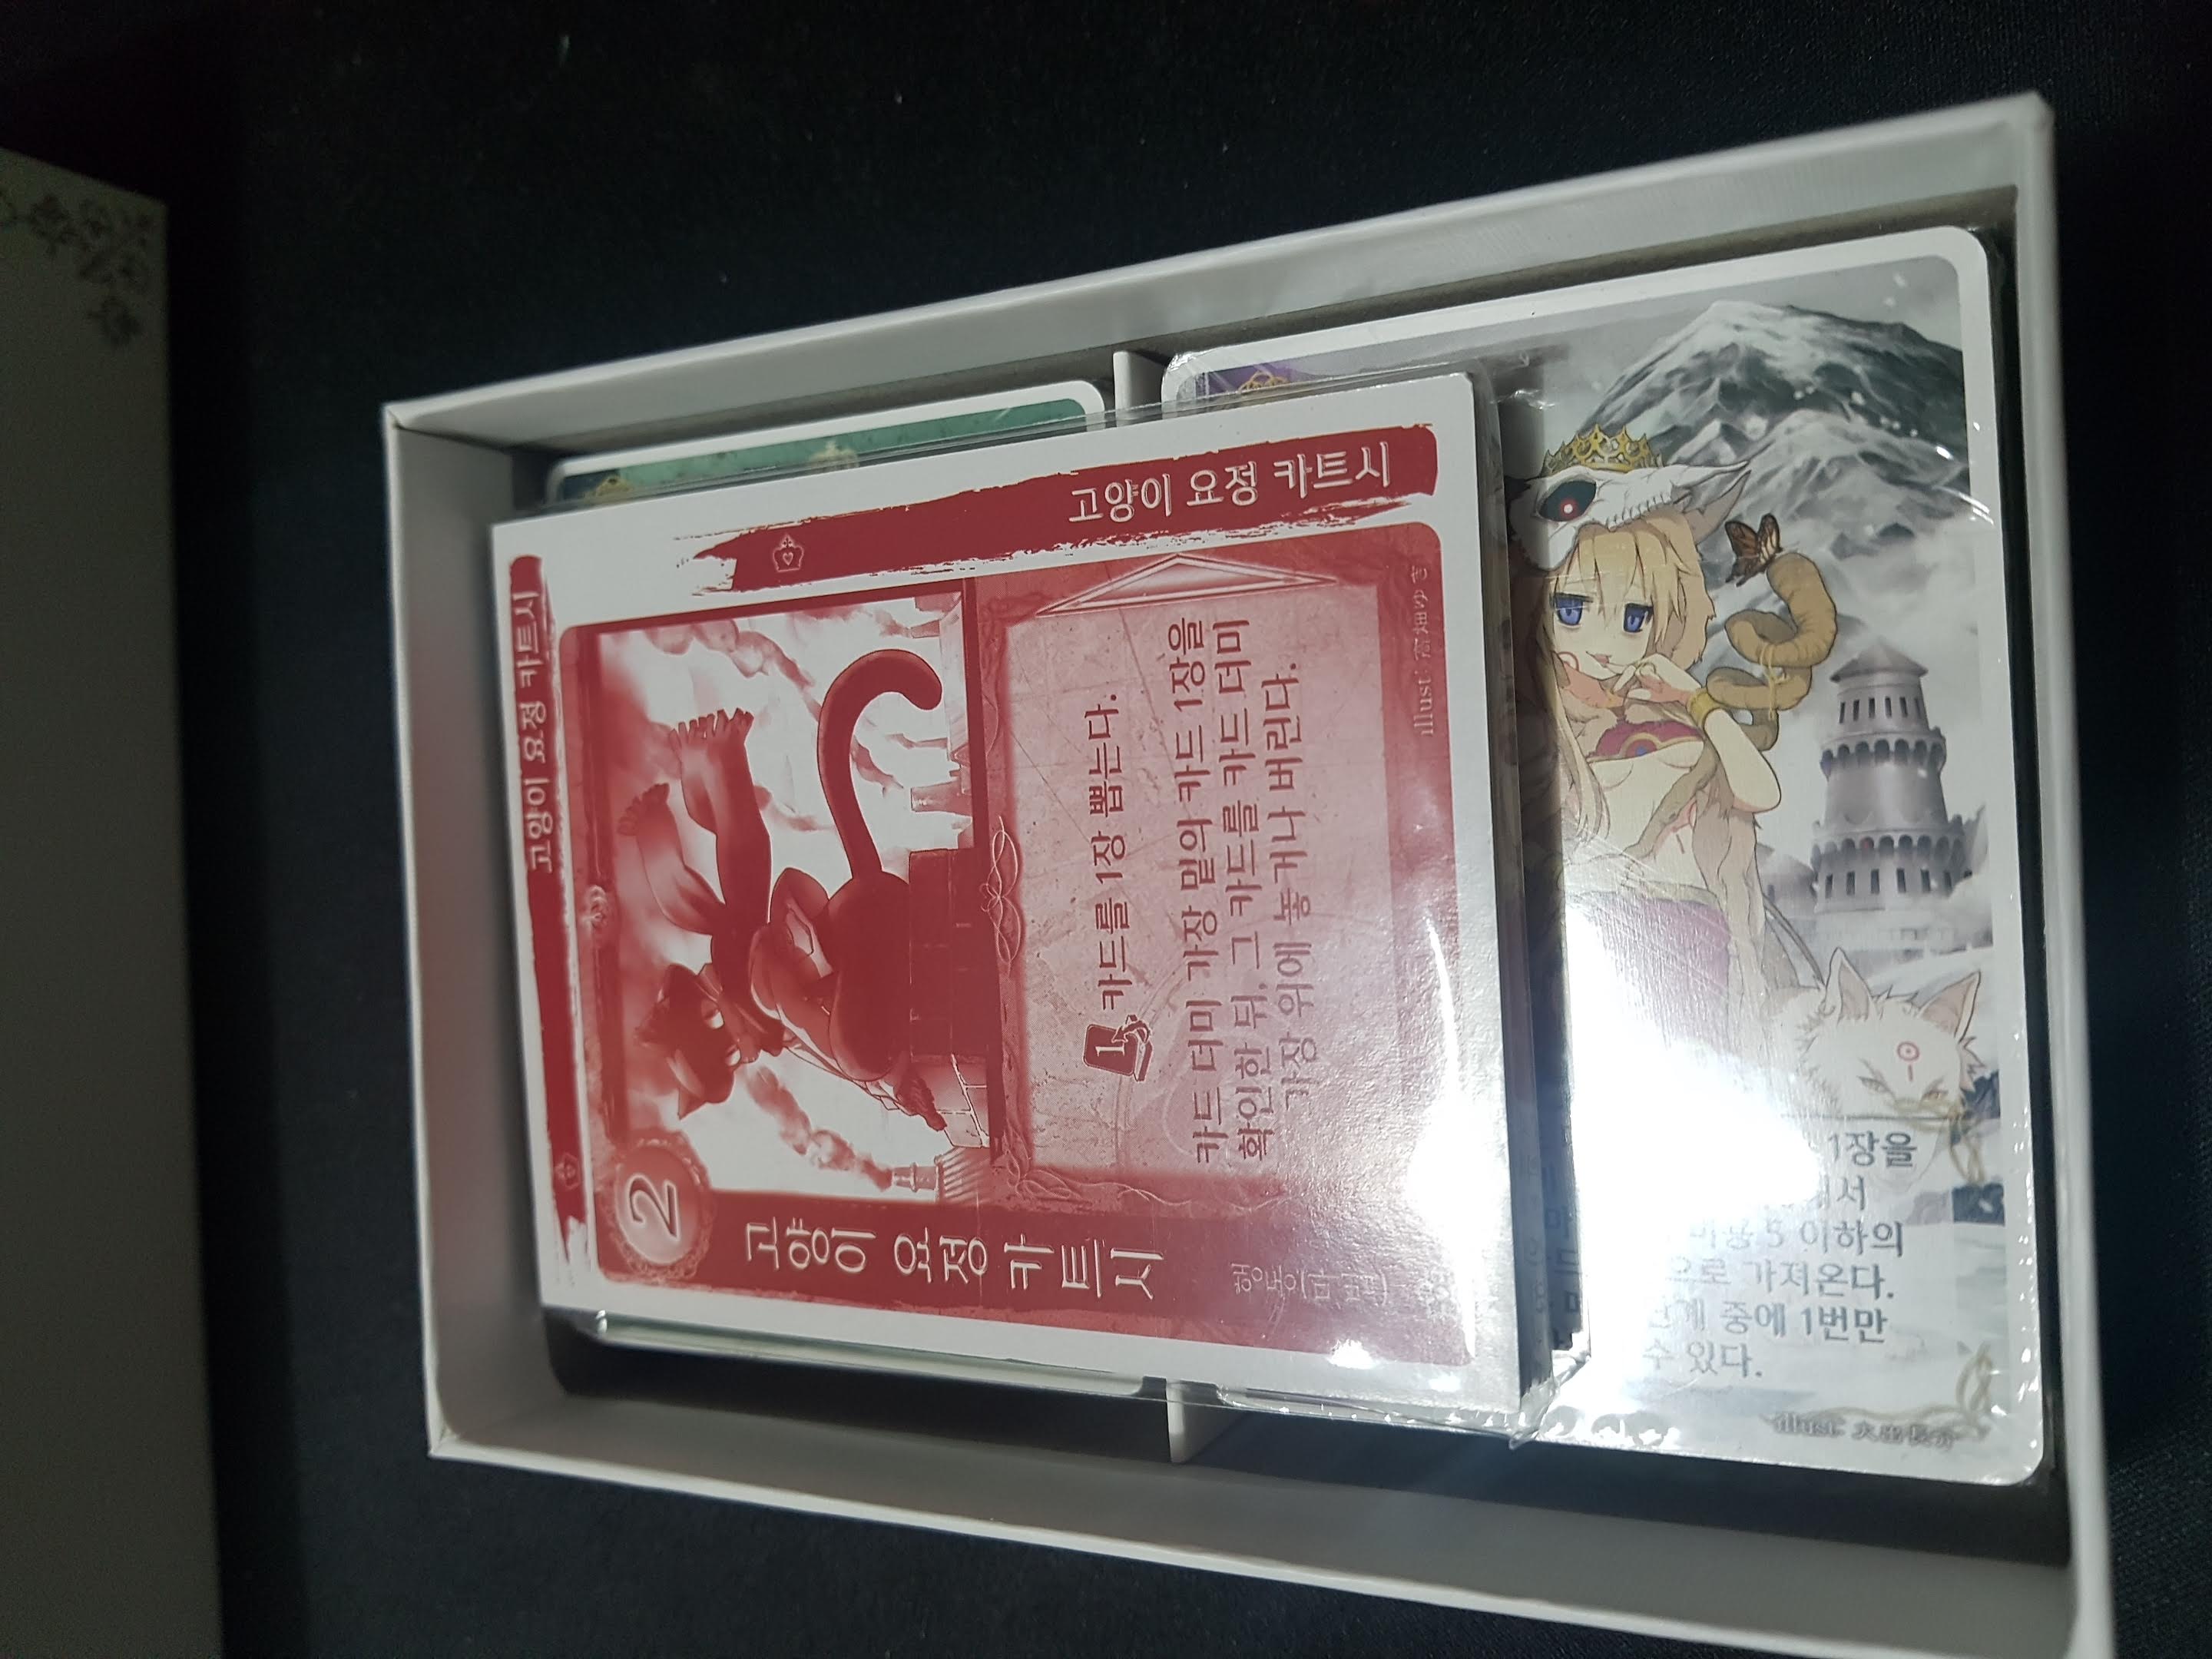 고양이 요정 카트시
고양이 요정 카트시
2
고양이 요정 카트시
1 카드를 1장 뽑는다.
카드 더미 가장 밑의 카드 1장을
확인한 뒤, 그 카드를 카드 더미
가장 위에 놓거나 버린다.
illust:
1장을
비용 5 이하의
으로 가져온다.
중에 1번만
수 있다.
illust: